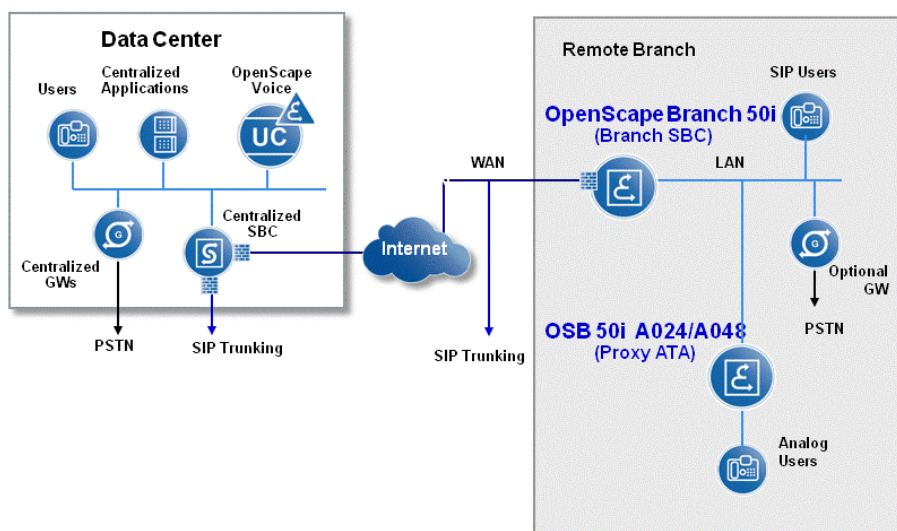 Data Center
Users
Centralized
Applications
OpenScape
Voice
UC
G
Centralized
GWs
Centralized
SBC
S
PSTN
SIP Trunking
Internet
WAN
SIP Trunking
Remote Branch
SIP Users
OpenScape Branch 50i
(Branch SBC)
LAN
G
Optional
GW
PSTN
OSB 50i A024/A048
(Proxy ATA)
Analog
Users